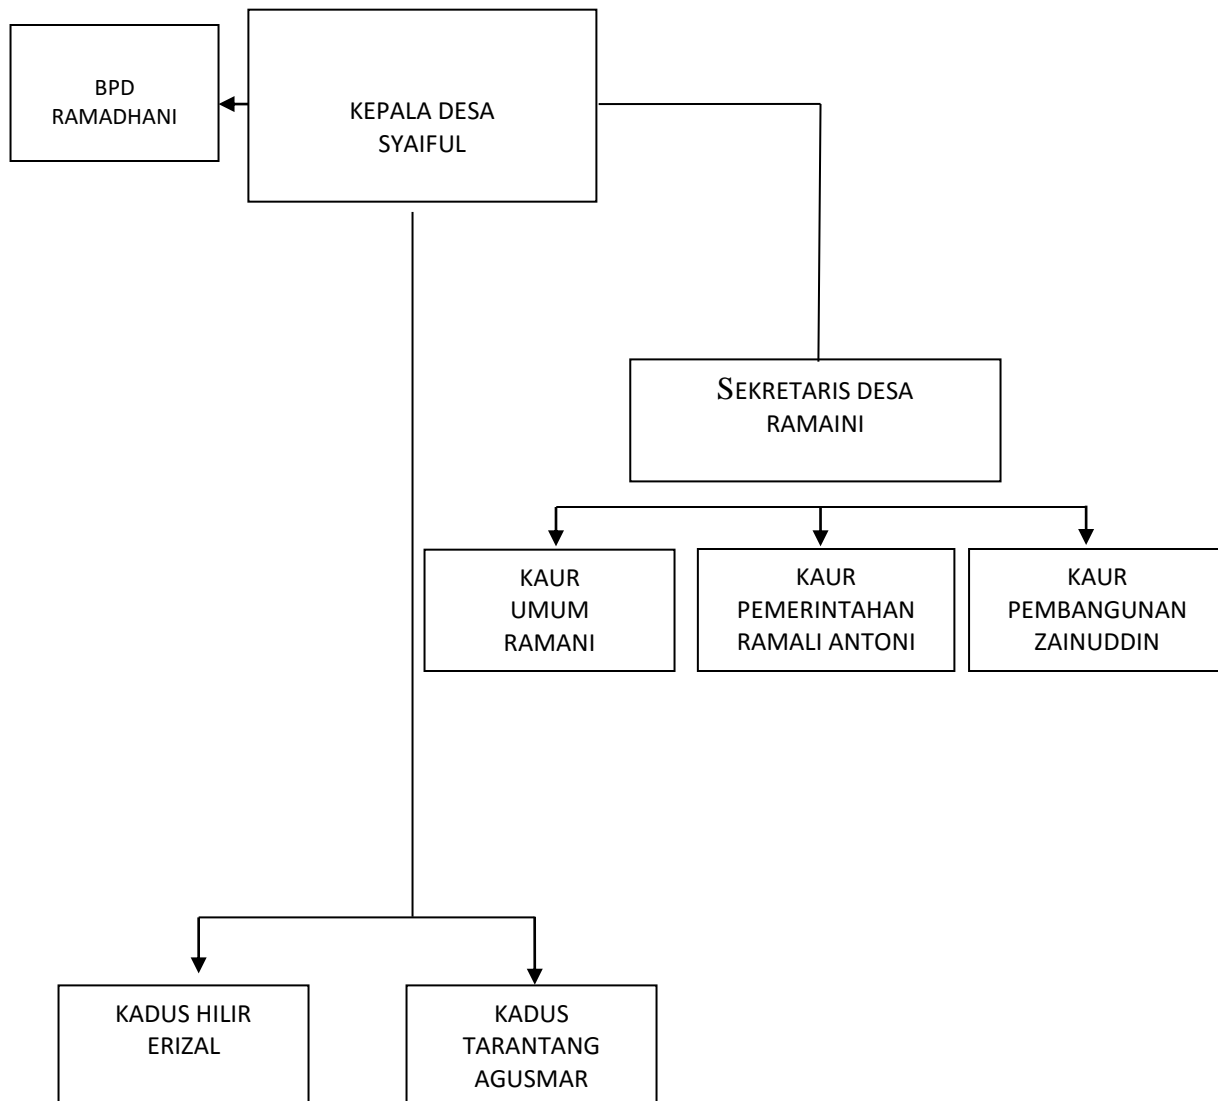 BPD
RAMADHANI
KEPALA DESA
SYAIFUL
SEKRETARIS DESA
RAMAINI
KAUR
UMUM
RAMANI
KAUR
PEMERINTAHAN
RAMALI ANTONI
KAUR
PEMBANGUNAN
ZAINUDDIN
KADUS HILIR
ERIZAL
KADUS
TARANTANG
AGUSMAR